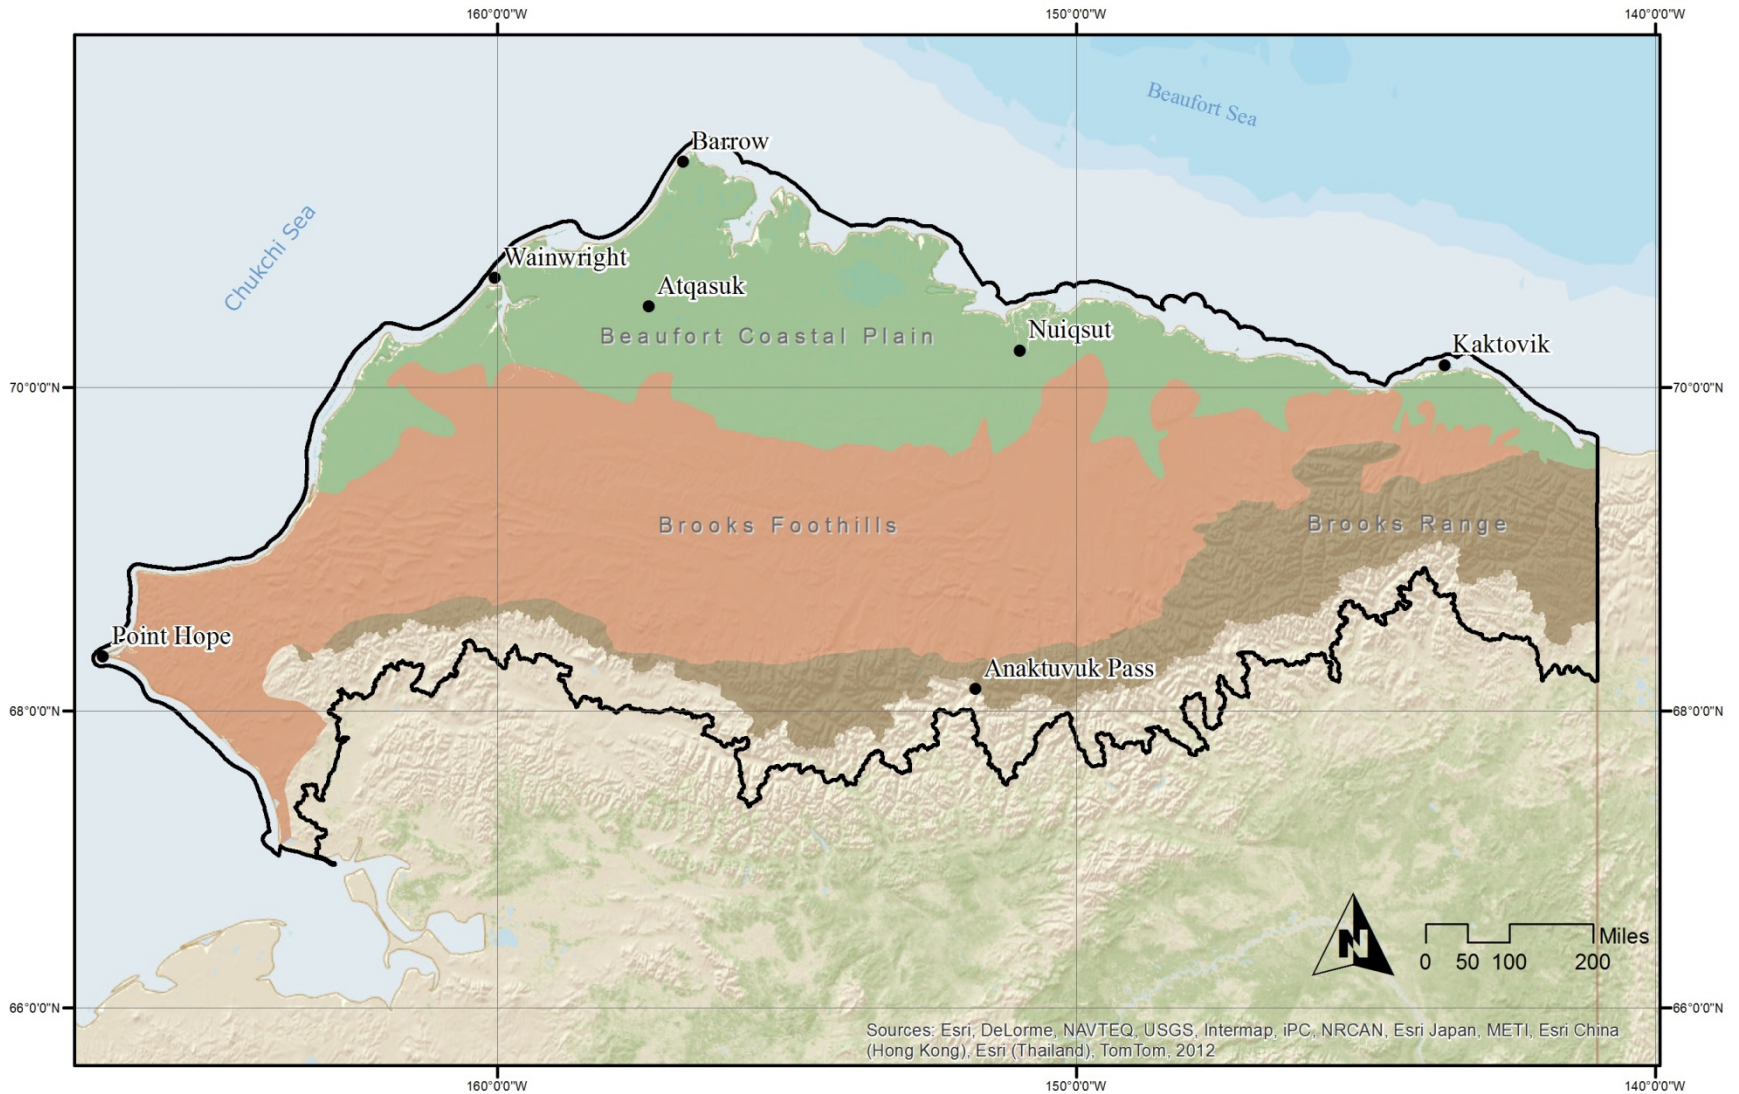 160°0'0"W 150°0'0"W 140°0'0"W
Beaufort Sea
Barrow
Chukchi Sea
Wainwright
Atqasuk
Beaufort Coastal Plain
Nuiqsut
Kaktovik
70°0'0"N 70°0'0"N
Brooks Foothills
Brooks Range
Point Hope
Anaktuvuk Pass
68°0'0"N 68°0'0"N
N
Miles
0 50 100 200
66°0'0"N 66°0'0"N
Sources: Esri, DeLorme, NAVTEQ, USGS, Intermap, iPC, NRCAN, Esri Japan, METI, Esri China
(Hong Kong), Esri (Thailand), TomTom, 2012
160°0'0"W 150°0'0"W 140°0'0"W